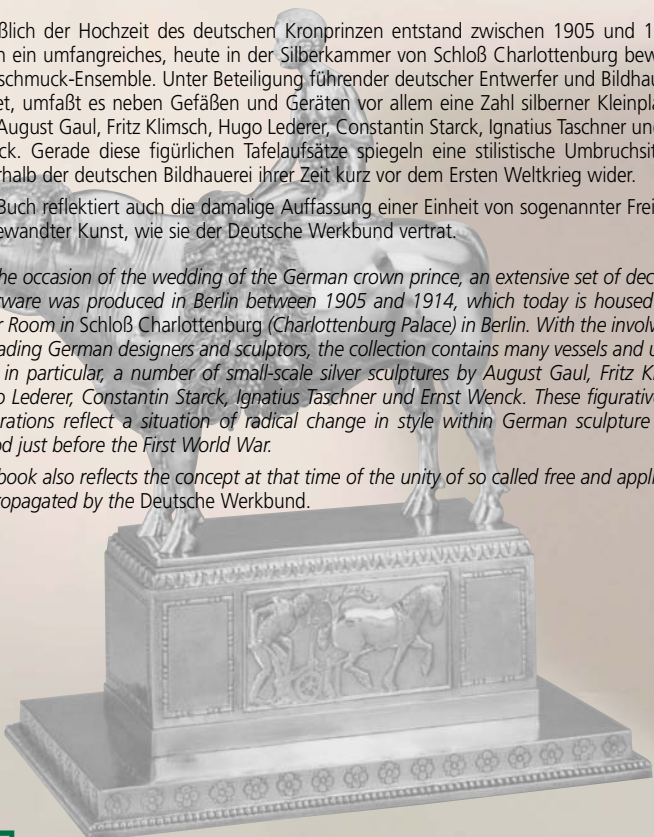 ßlich der Hochzeit des deutschen Kronprinzen entstand zwischen 1905 und 1
n ein umfangreiches, heute in der Silberkammer von Schloß Charlottenburg bew
schmuck-Ensemble. Unter Beteiligung führender deutscher Entwerfer und Bildhau
et, umfaßt es neben Gefäßen und Geräten vor allem eine Zahl silberner Kleinpla
August Gaul, Fritz Klimsch, Hugo Lederer, Constantin Starck, Ignatius Taschner un
ck. Gerade diese figürlichen Tafelaufsätze spiegeln eine stilistische Umbruchsit
rhalb der deutschen Bildhauerei ihrer Zeit kurz vor dem Ersten Weltkrieg wider.
Buch reflektiert auch die damalige Auffassung einer Einheit von sogenannter Frei
ewandter Kunst, wie sie der Deutsche Werkbund vertrat.
he occasion of the wedding of the German crown prince, an extensive set of dec
rware was produced in Berlin between 1905 and 1914, which today is housed
r Room in Schloß Charlottenburg (Charlottenburg Palace) in Berlin. With the involv
ading German designers and sculptors, the collection contains many vessels and u
in particular, a number of small-scale silver sculptures by August Gaul, Fritz K
o Lederer, Constantin Starck, Ignatius Taschner und Ernst Wenck. These figurative
rations reflect a situation of radical change in style within German sculpture
d just before the First World War.
book also reflects the concept at that time of the unity of so called free and appli
ropagated by the Deutsche Werkbund.